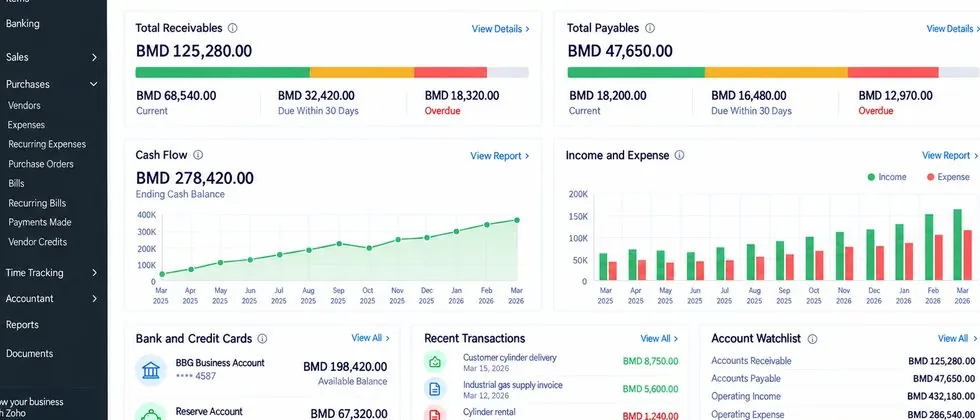 Items
Banking
Sales
Purchases
Vendors
Expenses
Recurring Expenses
Purchase Orders
Bills
Recurring Bills
Payments Made
Vendor Credits
Time Tracking
Accountant
Reports
Documents
ow your business
h Zoho
Total Receivables
View Details >
BMD 125,280.00
BMD 68,540.00
Current
BMD 32,420.00
Due Within 30 Days
BMD 18,320.00
Overdue
Total Payables
View Details >
BMD 47,650.00
BMD 18,200.00
Current
BMD 16,480.00
Due Within 30 Days
BMD 12,970.00
Overdue
Cash Flow
View Report >
BMD 278,420.00
Ending Cash Balance
400K
300K
200K
100K
0
Mar 2025
Apr 2025
May 2025
Jun 2025
Jul 2025
Aug 2025
Sep 2025
Oct 2025
Nov 2025
Dec 2025
Jan 2026
Feb 2026
Mar 2026
Income and Expense
View Report >
Income
Expense
200K
150K
100K
50K
0
Mar 2025
Apr 2025
May 2025
Jun 2025
Jul 2025
Aug 2025
Sep 2025
Oct 2025
Nov 2025
Dec 2025
Jan 2026
Feb 2026
Mar 2026
Bank and Credit Cards
View All >
BBG Business Account
**** 4587
BMD 198,420.00
Available Balance
Reserve Account
BMD 67,320.00
Recent Transactions
View All >
Customer cylinder delivery
Mar 15, 2026
BMD 8,750.00
Industrial gas supply invoice
Mar 12, 2026
BMD 5,600.00
Cylinder rental
BMD 1,240.00
Account Watchlist
View All >
Accounts Receivable
BMD 125,280.00
Accounts Payable
BMD 47,650.00
Operating Income
BMD 432,180.00
Operating Expense
BMD 286,540.00